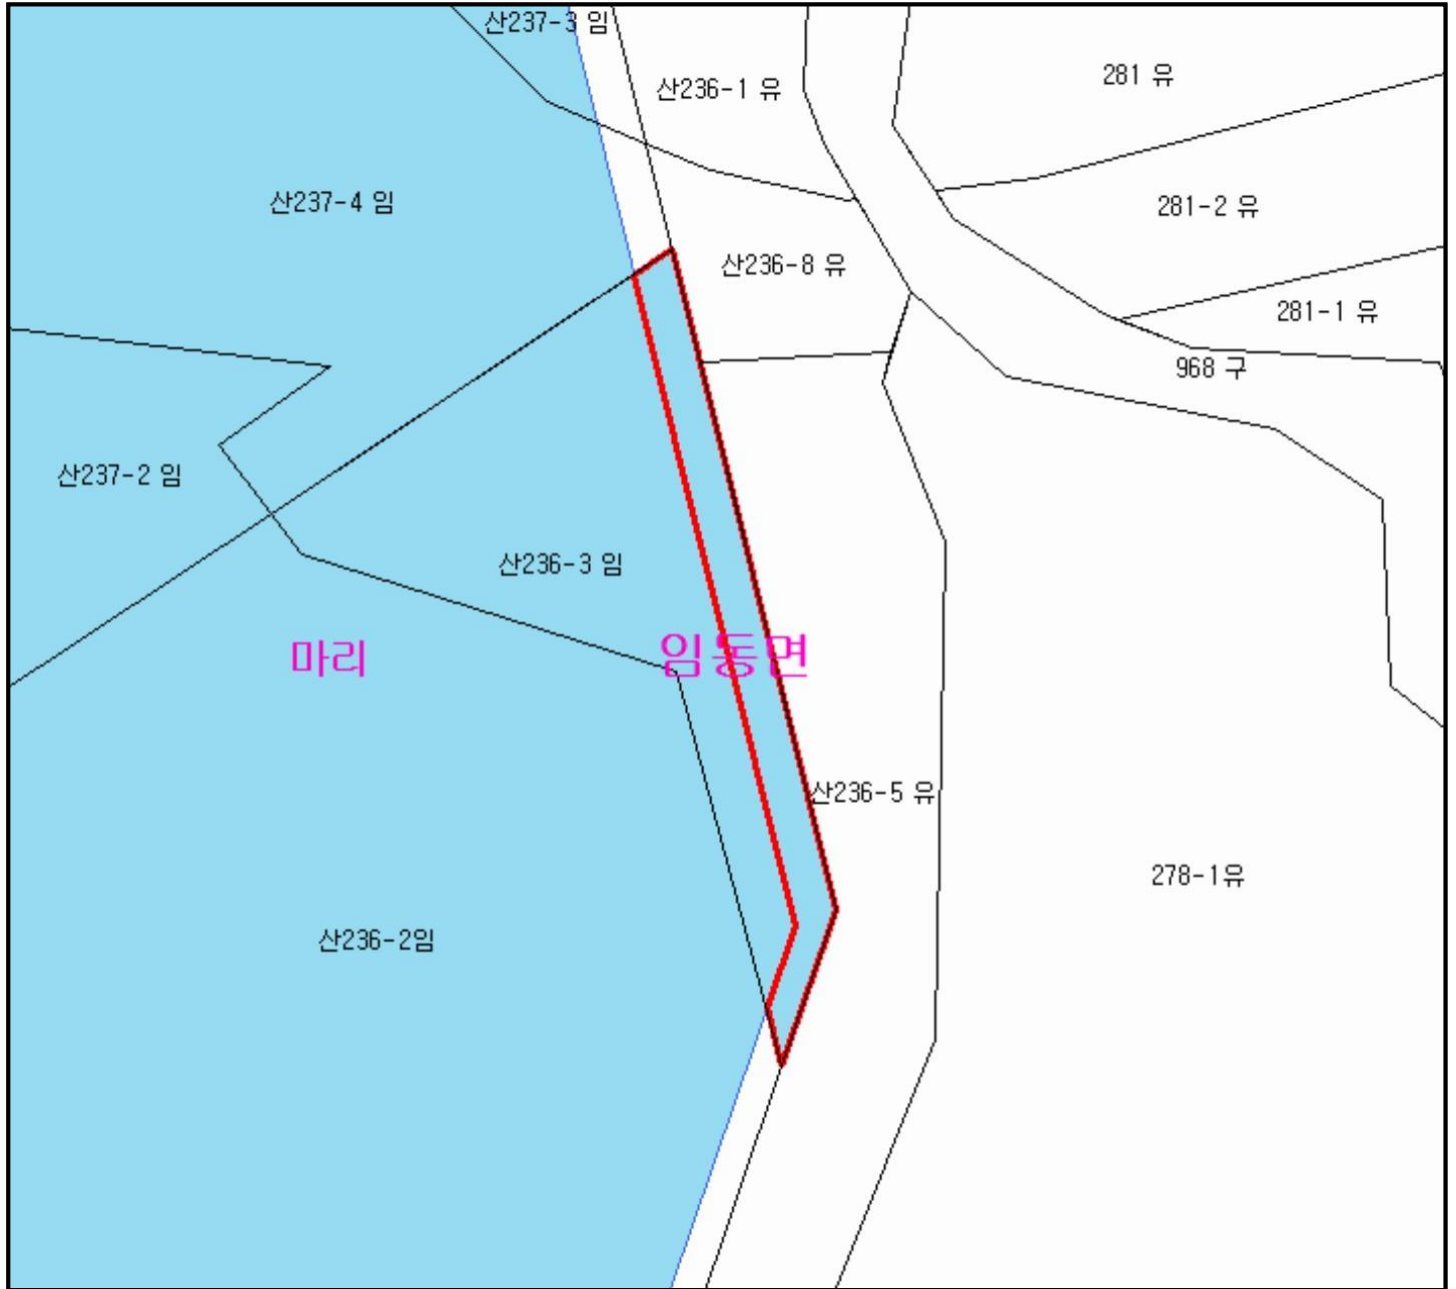 산237-3 임
산236-1 유
281 유
산237-4 임
281-2 유
산236-8 유
281-1 유
968 구
산237-2 임
산236-3 임
마리
임동면
산236-5 유
278-1유
산236-2임